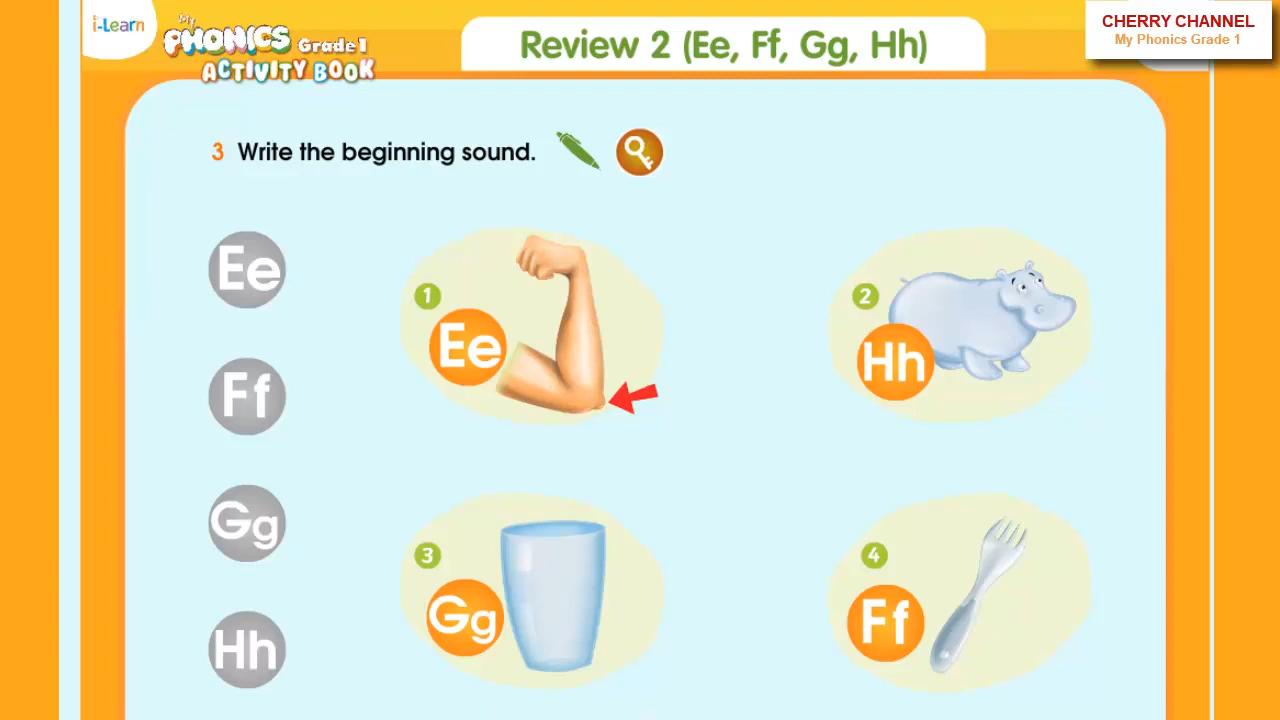 i-Learn
My
PHONICS Grade 1
ACTIVITY BOOK
Review 2 (Ee, Ff, Gg, Hh)
CHERRY CHANNEL
My Phonics Grade 1
3 Write the beginning sound.
Ee
Ff
Gg
Hh
1
Ee
2
Hh
3
Gg
4
Ff